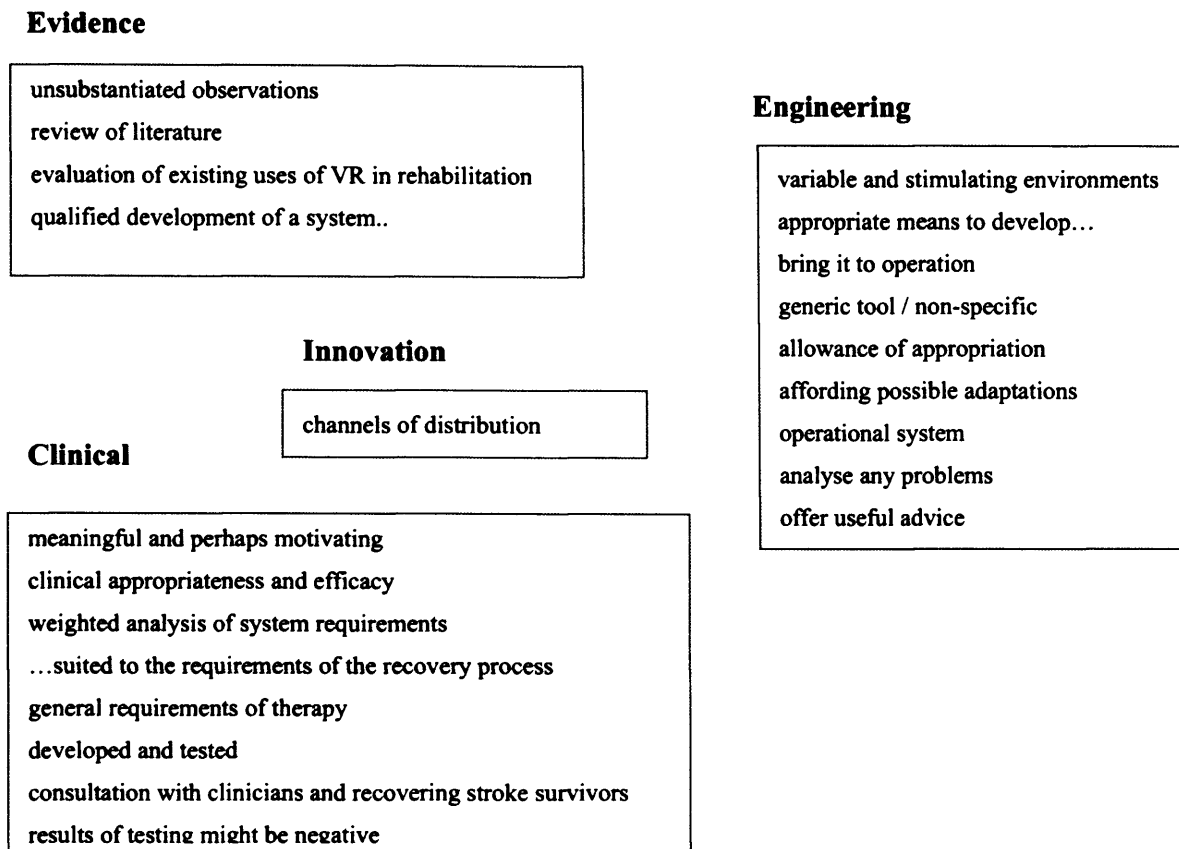 Evidence
unsubstantiated observations
review of literature
evaluation of existing uses of VR in rehabilitation
qualified development of a system..
Engineering
variable and stimulating environments
appropriate means to develop…
bring it to operation
generic tool / non-specific
allowance of appropriation
affording possible adaptations
operational system
analyse any problems
offer useful advice
Innovation
channels of distribution
Clinical
meaningful and perhaps motivating
clinical appropriateness and efficacy
weighted analysis of system requirements
…suited to the requirements of the recovery process
general requirements of therapy
developed and tested
consultation with clinicians and recovering stroke survivors
results of testing might be negative